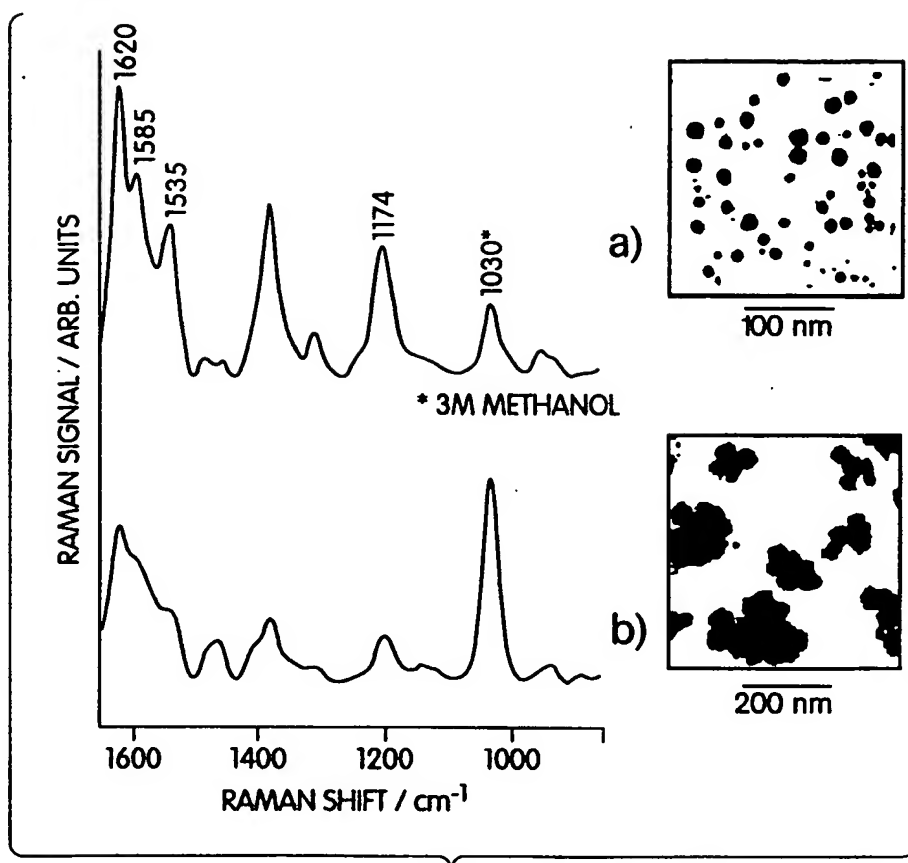 1620
1585
1535
1174
1030*
a)
100 nm
* 3M METHANOL
RAMAN SIGNAL / ARB. UNITS
b)
200 nm
1600 1400 1200 1000
RAMAN SHIFT / cm⁻¹